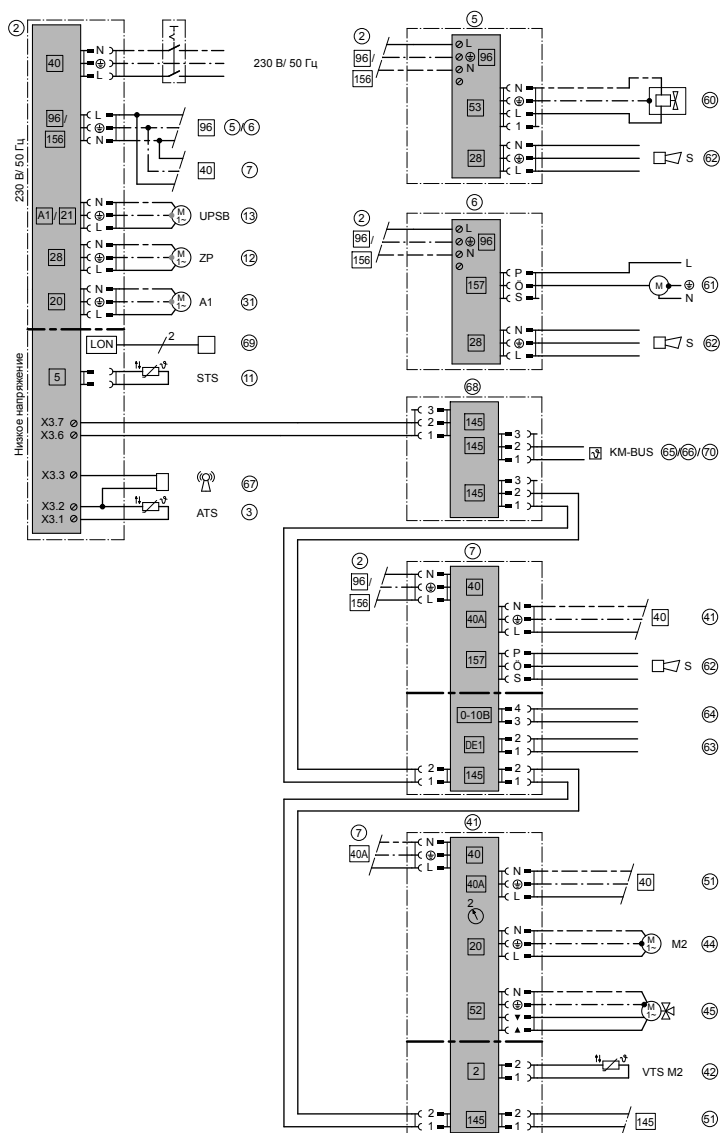 2
230 В/ 50 Гц
40
N
L
230 В/ 50 Гц
96/
156
L
N
96
5/6
40
7
A1/21
N
L
M
1~
UPSB
13
28
N
L
M
1~
ZP
12
20
N
L
M
1~
A1
31
Низкое напряжение
LON
2
69
5
STS
11
X3.7
X3.6
X3.3
67
X3.2
X3.1
ATS
3
5
2
96/
156
L
N
96
53
N
L
1
60
28
N
L
S
62
6
2
96/
156
L
N
96
157
P
Ö
S
L
M
N
61
28
N
L
S
62
68
3
2
1
145
145
3
2
1
KM-BUS
65/66/70
145
3
2
1
7
2
96/
156
N
L
40
40A
N
L
40
41
157
P
Ö
S
S
62
0-10В
4
3
64
DE1
2
1
63
2
1
145
2
1
41
7
40A
N
L
40
40A
N
L
40
51
2
20
N
L
M
1~
M2
44
52
N
M
1~
45
2
2
1
VTS M2
42
2
1
145
2
1
145
51